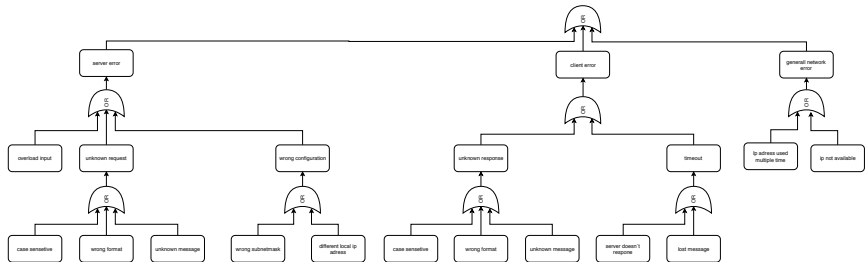 OR
server error
client error
generall network
error
OR
OR
OR
overload input
unknown request
wrong configuration
unknown response
timeout
ip adress used
multiple time
ip not available
OR
OR
OR
OR
case sensetive
wrong format
unknown message
wrong subnetmask
different local ip
adress
case sensetive
wrong format
unknown message
server doesn´t
respone
lost message